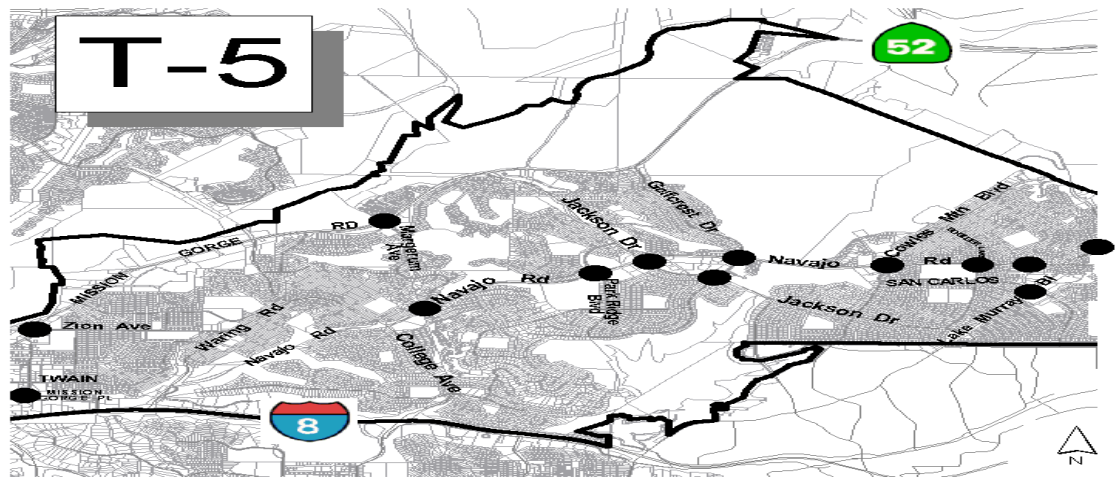 T-5
52
Galfcrest Dr
Jackson Dr
Cowles Mtn Blvd
RD
GORGE
MISSION
Margerum
Ave
Navajo Rd
Navajo Rd
SAN CARLOS
Park Ridge
Blvd
Jackson Dr
Lake Murray Bl
Zion Ave
Waring Rd
Navajo Rd
College Ave
TWAIN
MISSION
GORGE PL
8
N